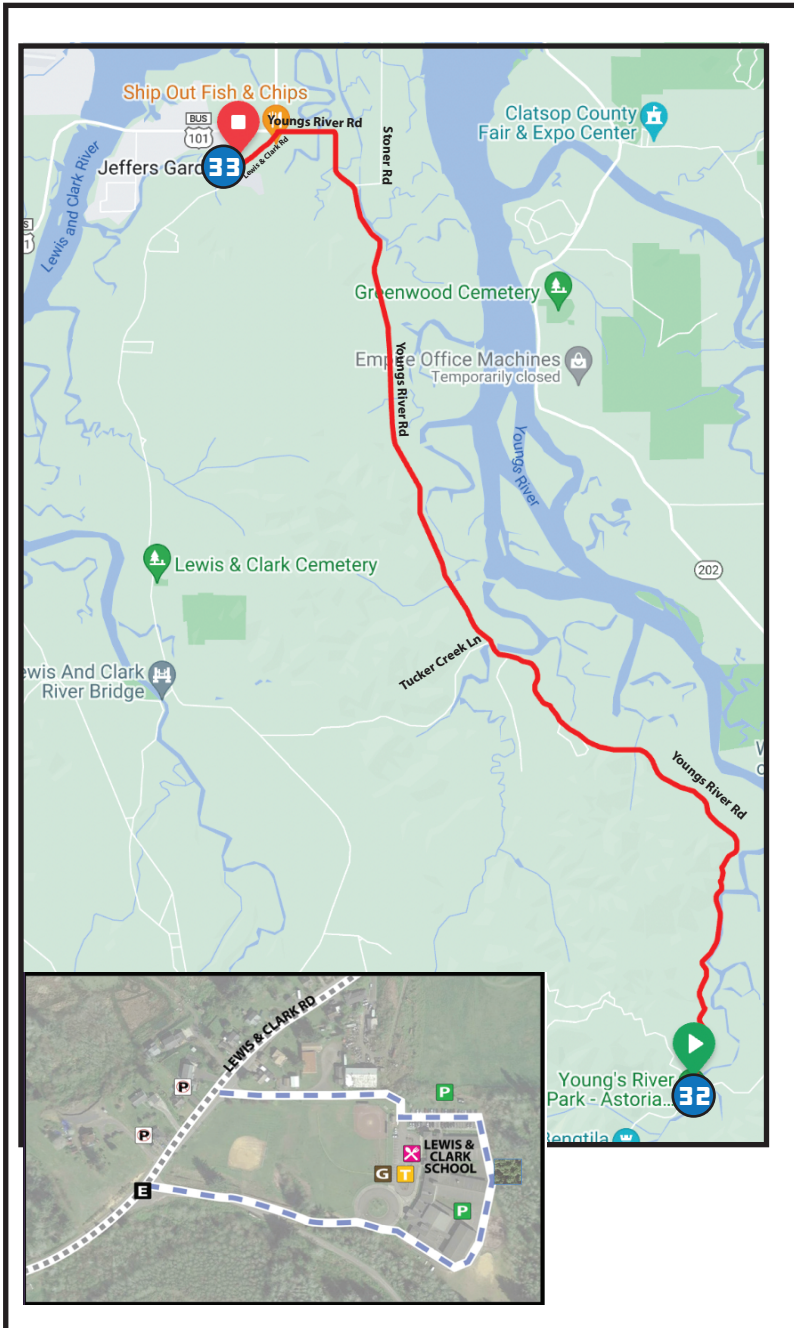 Ship Out Fish & Chips
BUS
101
Youngs River Rd
Stoner Rd
Clatsop County
Fair & Expo Center
Jeffers Gard
33
Lewis & Clark Rd
Lewis and Clark River
Greenwood Cemetery
Empire Office Machines
Temporarily closed
Youngs River Rd
Youngs River
Lewis & Clark Cemetery
202
Tucker Creek Ln
ewis And Clark
River Bridge
Youngs River Rd
LEWIS & CLARK RD
P
P
P
E
LEWIS &
CLARK
SCHOOL
G T
P
Young's River
Park - Astoria...
32
Bengtila